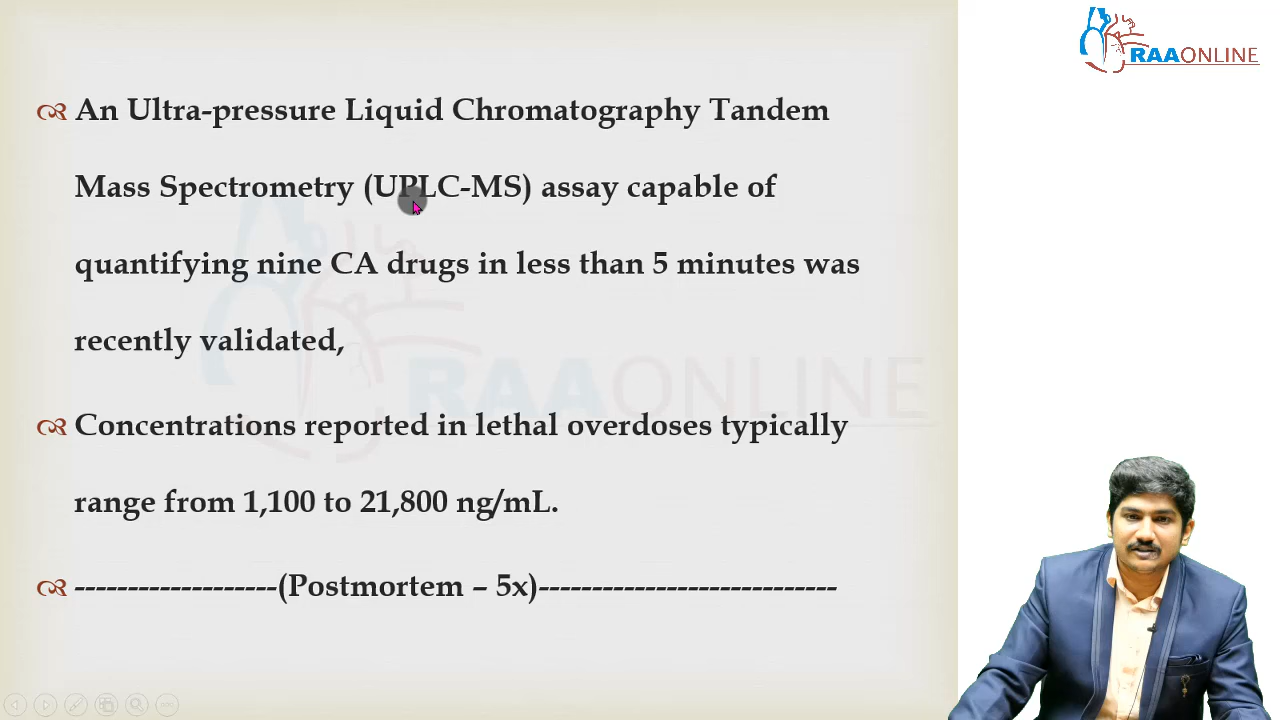 RAAONLINE
An Ultra-pressure Liquid Chromatography Tandem
Mass Spectrometry (UPLC-MS) assay capable of
quantifying nine CA drugs in less than 5 minutes was
recently validated,
RAAONLINE
Concentrations reported in lethal overdoses typically
range from 1,100 to 21,800 ng/mL.
-------------------(Postmortem – 5x)----------------------------